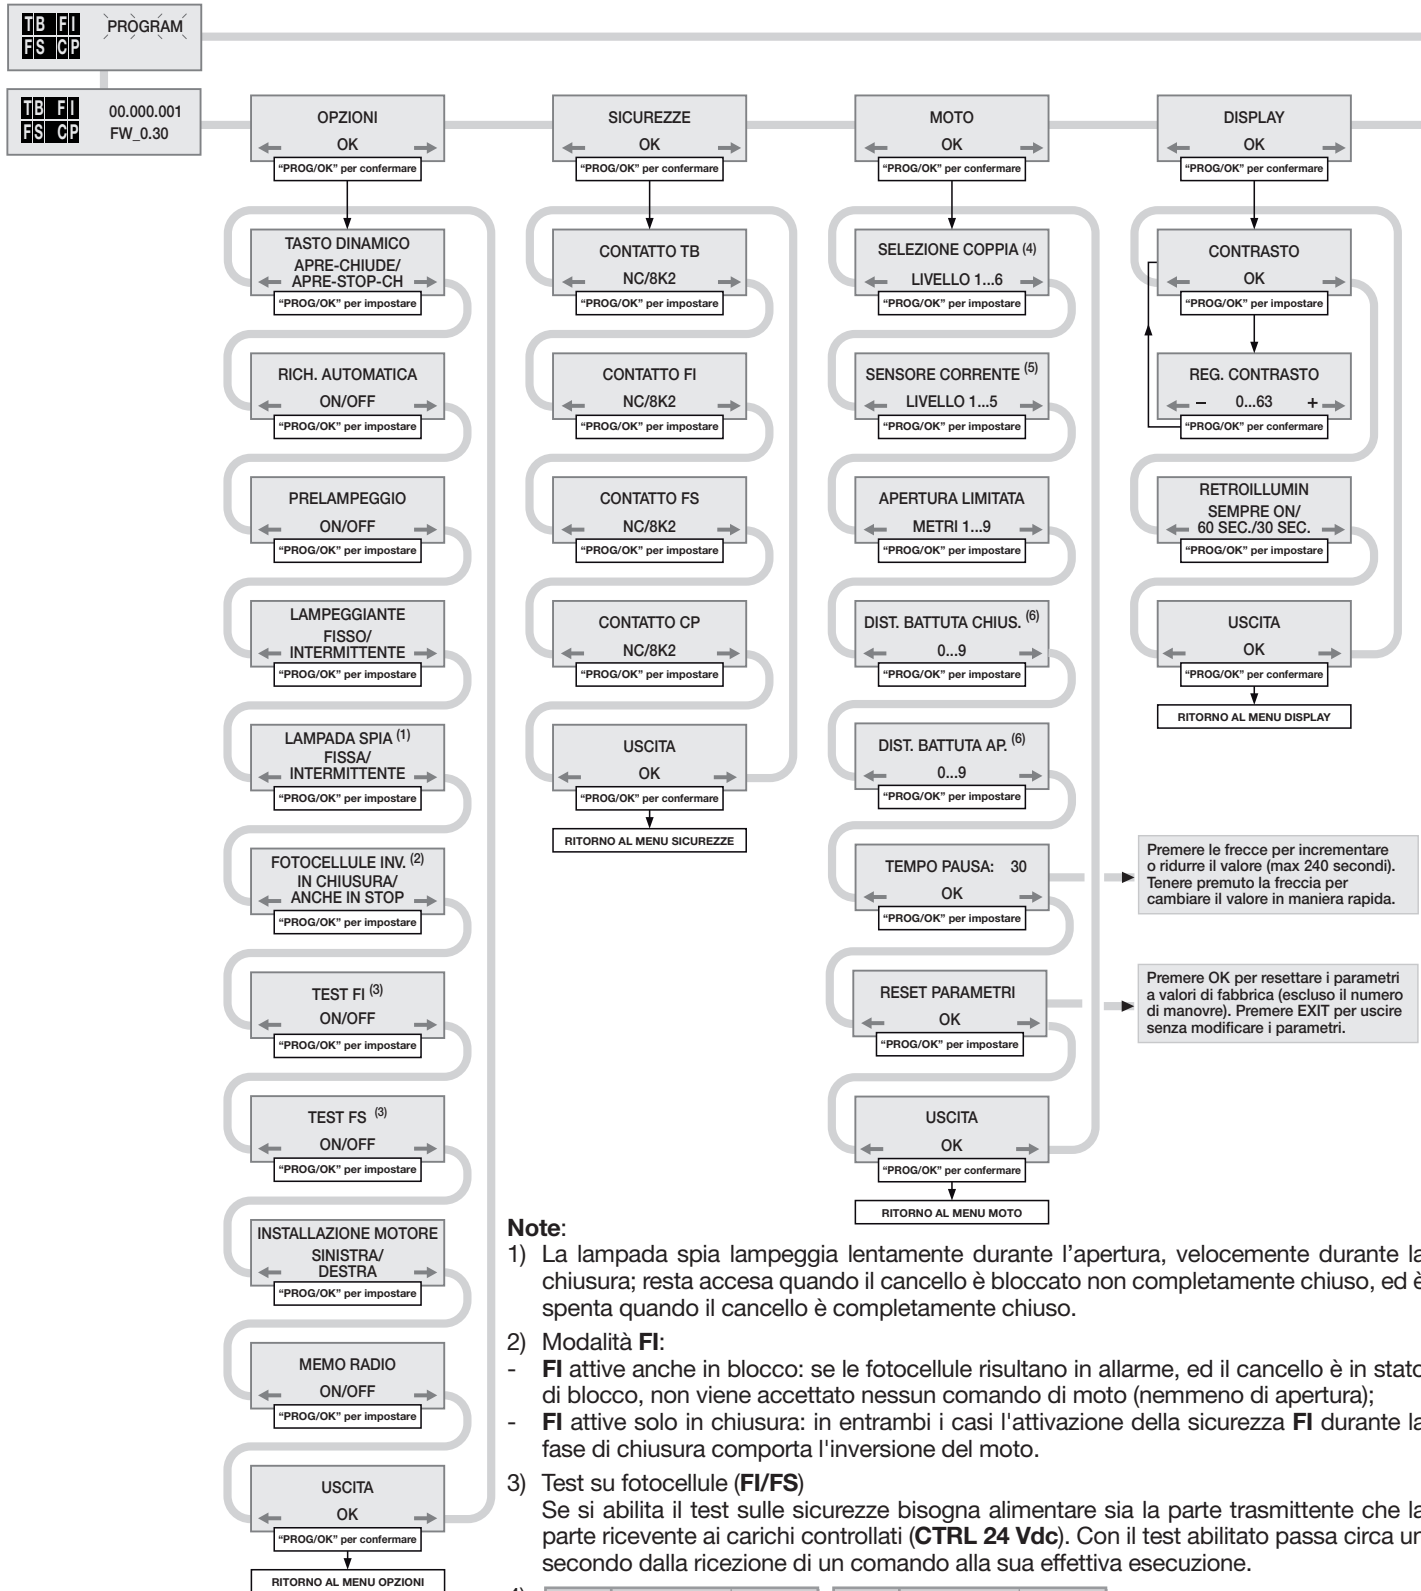 TB FI
FS CP
PROGRAM
TB FI
FS CP
00.000.001
FW_0.30
OPZIONI
OK
"PROG/OK" per confermare
TASTO DINAMICO
APRE-CHIUDE/
APRE-STOP-CH
"PROG/OK" per impostare
RICH. AUTOMATICA
ON/OFF
"PROG/OK" per impostare
PRELAMPEGGIO
ON/OFF
"PROG/OK" per impostare
LAMPEGGIANTE
FISSO/
INTERMITTENTE
"PROG/OK" per impostare
LAMPADA SPIA (1)
FISSA/
INTERMITTENTE
"PROG/OK" per impostare
FOTOCELLULE INV. (2)
IN CHIUSURA/
ANCHE IN STOP
"PROG/OK" per impostare
TEST FI (3)
ON/OFF
"PROG/OK" per impostare
TEST FS (3)
ON/OFF
"PROG/OK" per impostare
INSTALLAZIONE MOTORE
SINISTRA/
DESTRA
"PROG/OK" per impostare
MEMO RADIO
ON/OFF
"PROG/OK" per impostare
USCITA
OK
"PROG/OK" per confermare
RITORNO AL MENU OPZIONI
SICUREZZE
OK
"PROG/OK" per confermare
CONTATTO TB
NC/8K2
"PROG/OK" per impostare
CONTATTO FI
NC/8K2
"PROG/OK" per impostare
CONTATTO FS
NC/8K2
"PROG/OK" per impostare
CONTATTO CP
NC/8K2
"PROG/OK" per impostare
USCITA
OK
"PROG/OK" per confermare
RITORNO AL MENU SICUREZZE
MOTO
OK
"PROG/OK" per confermare
SELEZIONE COPPIA (4)
LIVELLO 1...6
"PROG/OK" per impostare
SENSORE CORRENTE (5)
LIVELLO 1...5
"PROG/OK" per impostare
APERTURA LIMITATA
METRI 1...9
"PROG/OK" per impostare
DIST. BATTUTA CHIUS. (6)
0...9
"PROG/OK" per impostare
DIST. BATTUTA AP. (6)
0...9
"PROG/OK" per impostare
TEMPO PAUSA: 30
OK
"PROG/OK" per impostare
RESET PARAMETRI
OK
"PROG/OK" per impostare
USCITA
OK
"PROG/OK" per confermare
RITORNO AL MENU MOTO
DISPLAY
OK
"PROG/OK" per confermare
CONTRASTO
OK
"PROG/OK" per impostare
REG. CONTRASTO
– 0...63 +
"PROG/OK" per confermare
RETROILLUMIN
SEMPRE ON/
60 SEC./30 SEC.
"PROG/OK" per impostare
USCITA
OK
"PROG/OK" per confermare
RITORNO AL MENU DISPLAY
Premere le frecce per incrementare
o ridurre il valore (max 240 secondi).
Tenere premuto la freccia per
cambiare il valore in maniera rapida.
Premere OK per resettare i parametri
a valori di fabbrica (escluso il numero
di manovre). Premere EXIT per uscire
senza modificare i parametri.
Note:
1) La lampada spia lampeggia lentamente durante l'apertura, velocemente durante la
chiusura; resta accesa quando il cancello è bloccato non completamente chiuso, ed è
spenta quando il cancello è completamente chiuso.
2) Modalità FI:
- FI attive anche in blocco: se le fotocellule risultano in allarme, ed il cancello è in stato
di blocco, non viene accettato nessun comando di moto (nemmeno di apertura);
- FI attive solo in chiusura: in entrambi i casi l'attivazione della sicurezza FI durante la
fase di chiusura comporta l'inversione del moto.
3) Test su fotocellule (FI/FS)
Se si abilita il test sulle sicurezze bisogna alimentare sia la parte trasmittente che la
parte ricevente ai carichi controllati (CTRL 24 Vdc). Con il test abilitato passa circa un
secondo dalla ricezione di un comando alla sua effettiva esecuzione.